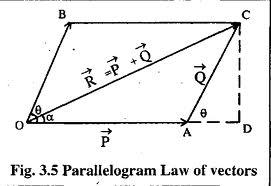 B
C
R⃗ = P⃗ + Q⃗
Q⃗
θ
α
θ
O
A
D
P⃗
Fig. 3.5 Parallelogram Law of vectors